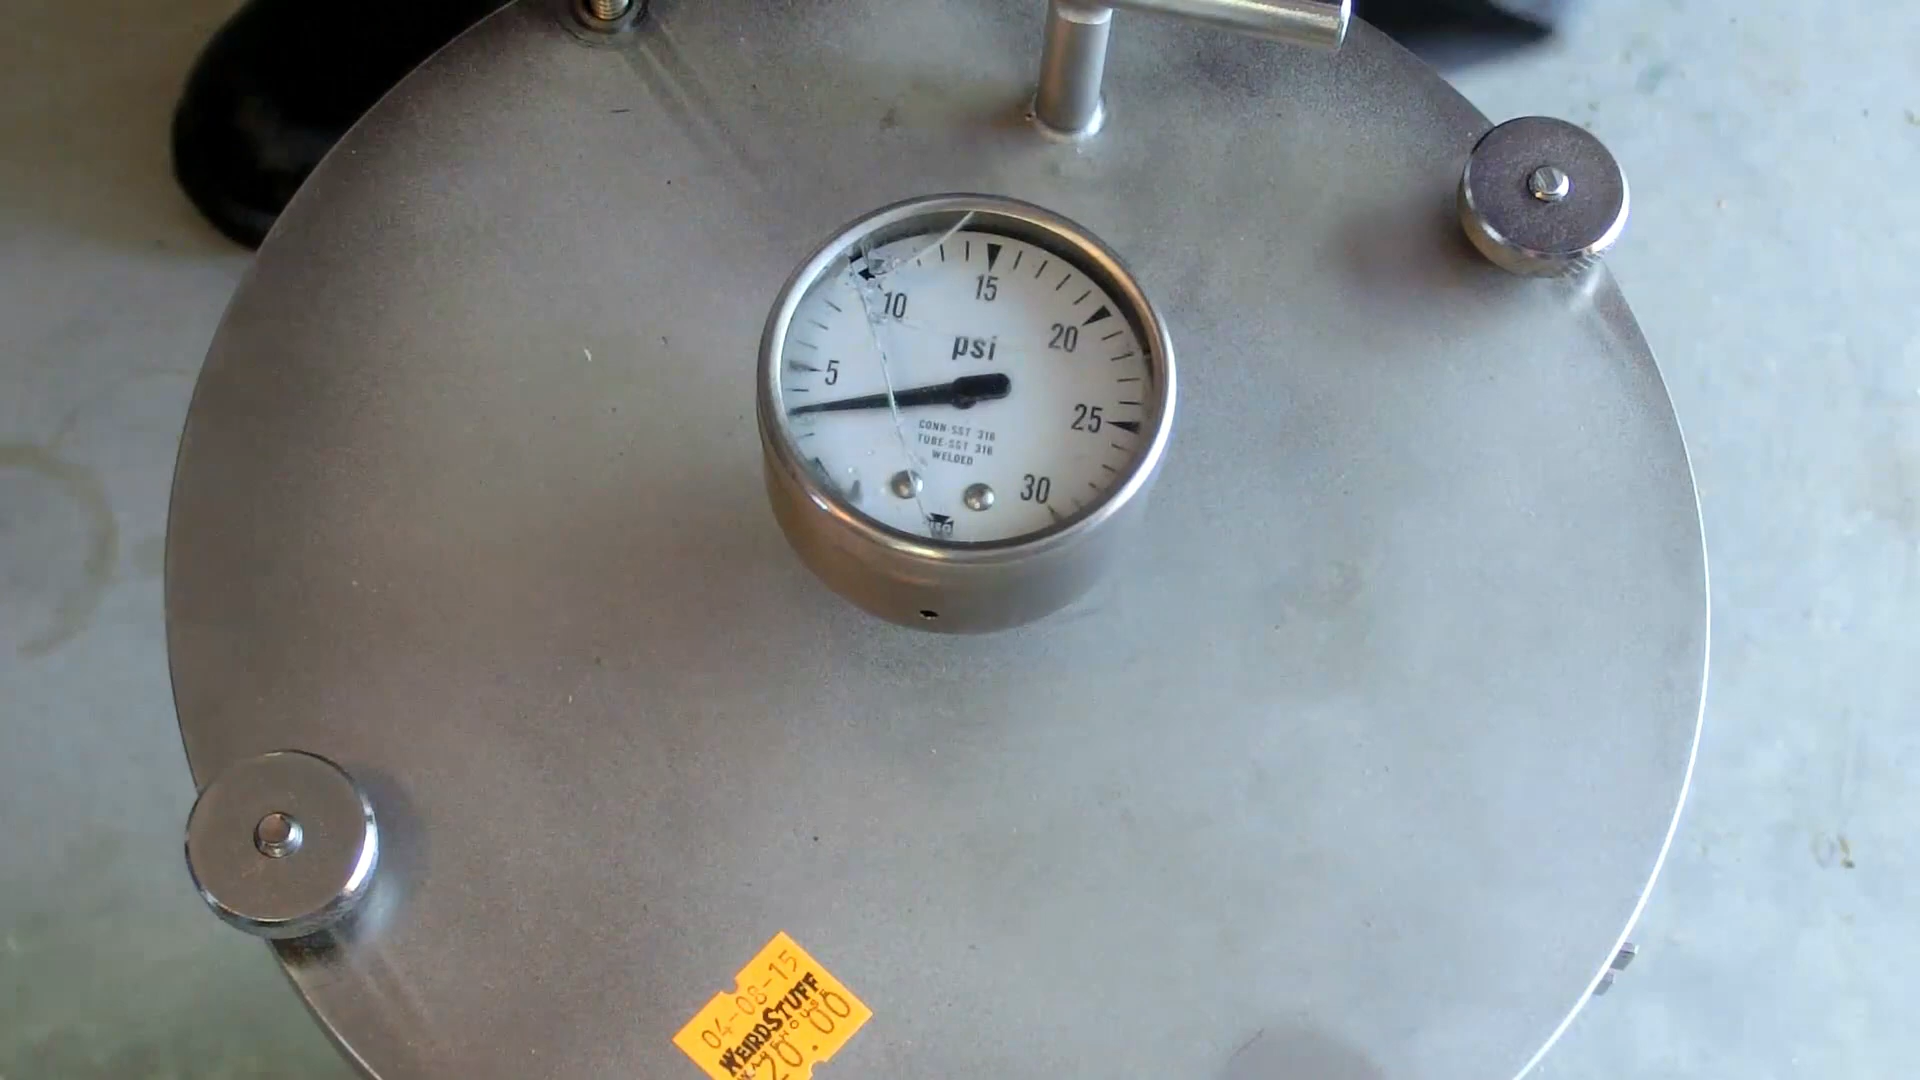 15
10
20
psi
5
25
CONN-SST 316
TUBE-SST 316
WELDED
30
04-08-15
WEIRDSTUFF
WAREHOUSE
20.00